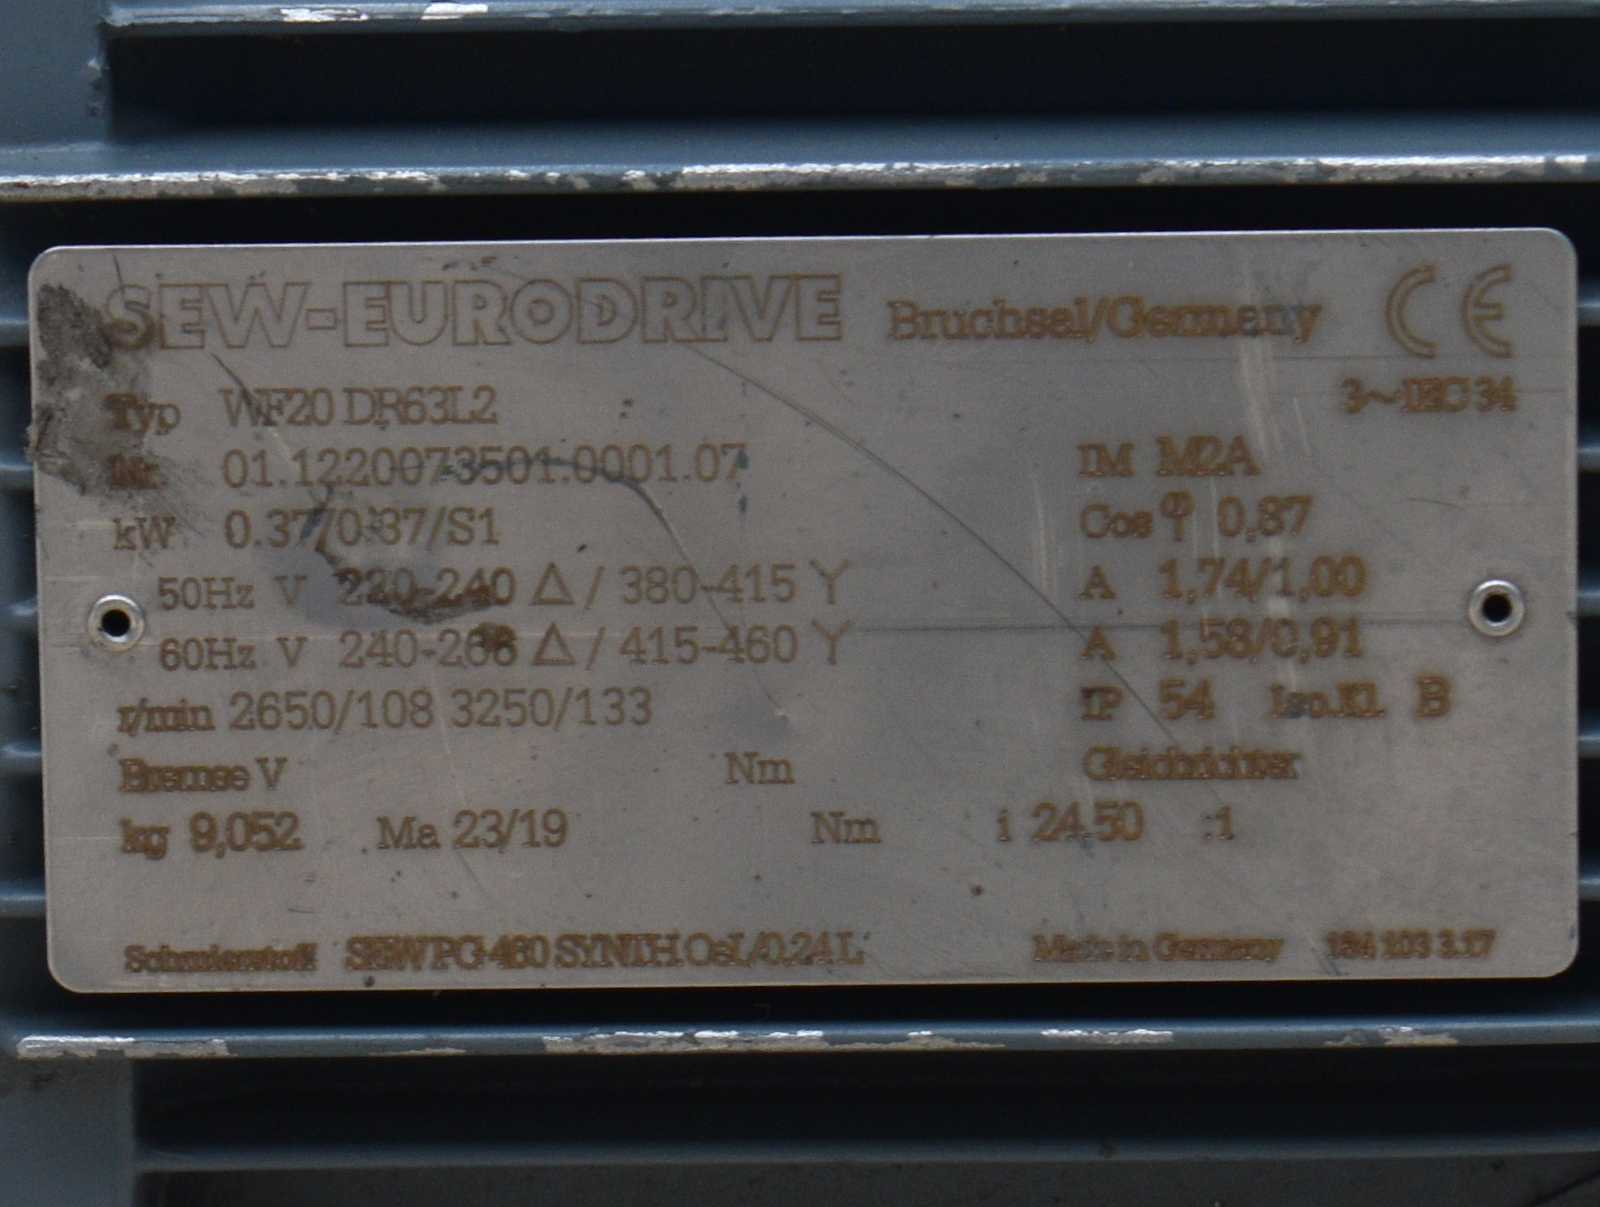 SEW-EURODRIVE Bruchsal/Germany CE
3~IEC 34
Typ WF20 DR63L2
Nr. 01.1220073501.0001.07 IM M2A
kW 0.37/0.37/S1 Cos φ 0,87
50Hz V 220-240 Δ / 380-415 Y A 1,74/1,00
60Hz V 240-266 Δ / 415-460 Y A 1,58/0,91
r/min 2650/108 3250/133 IP 54 Iso.Kl. B
Bremse V Nm Gleichrichter
kg 9,052 Ma 23/19 Nm i 24.50 :1
Schmierstoff SEW PG 460 SYNTH OeL/0.24 L Made in Germany 184 103 3.17